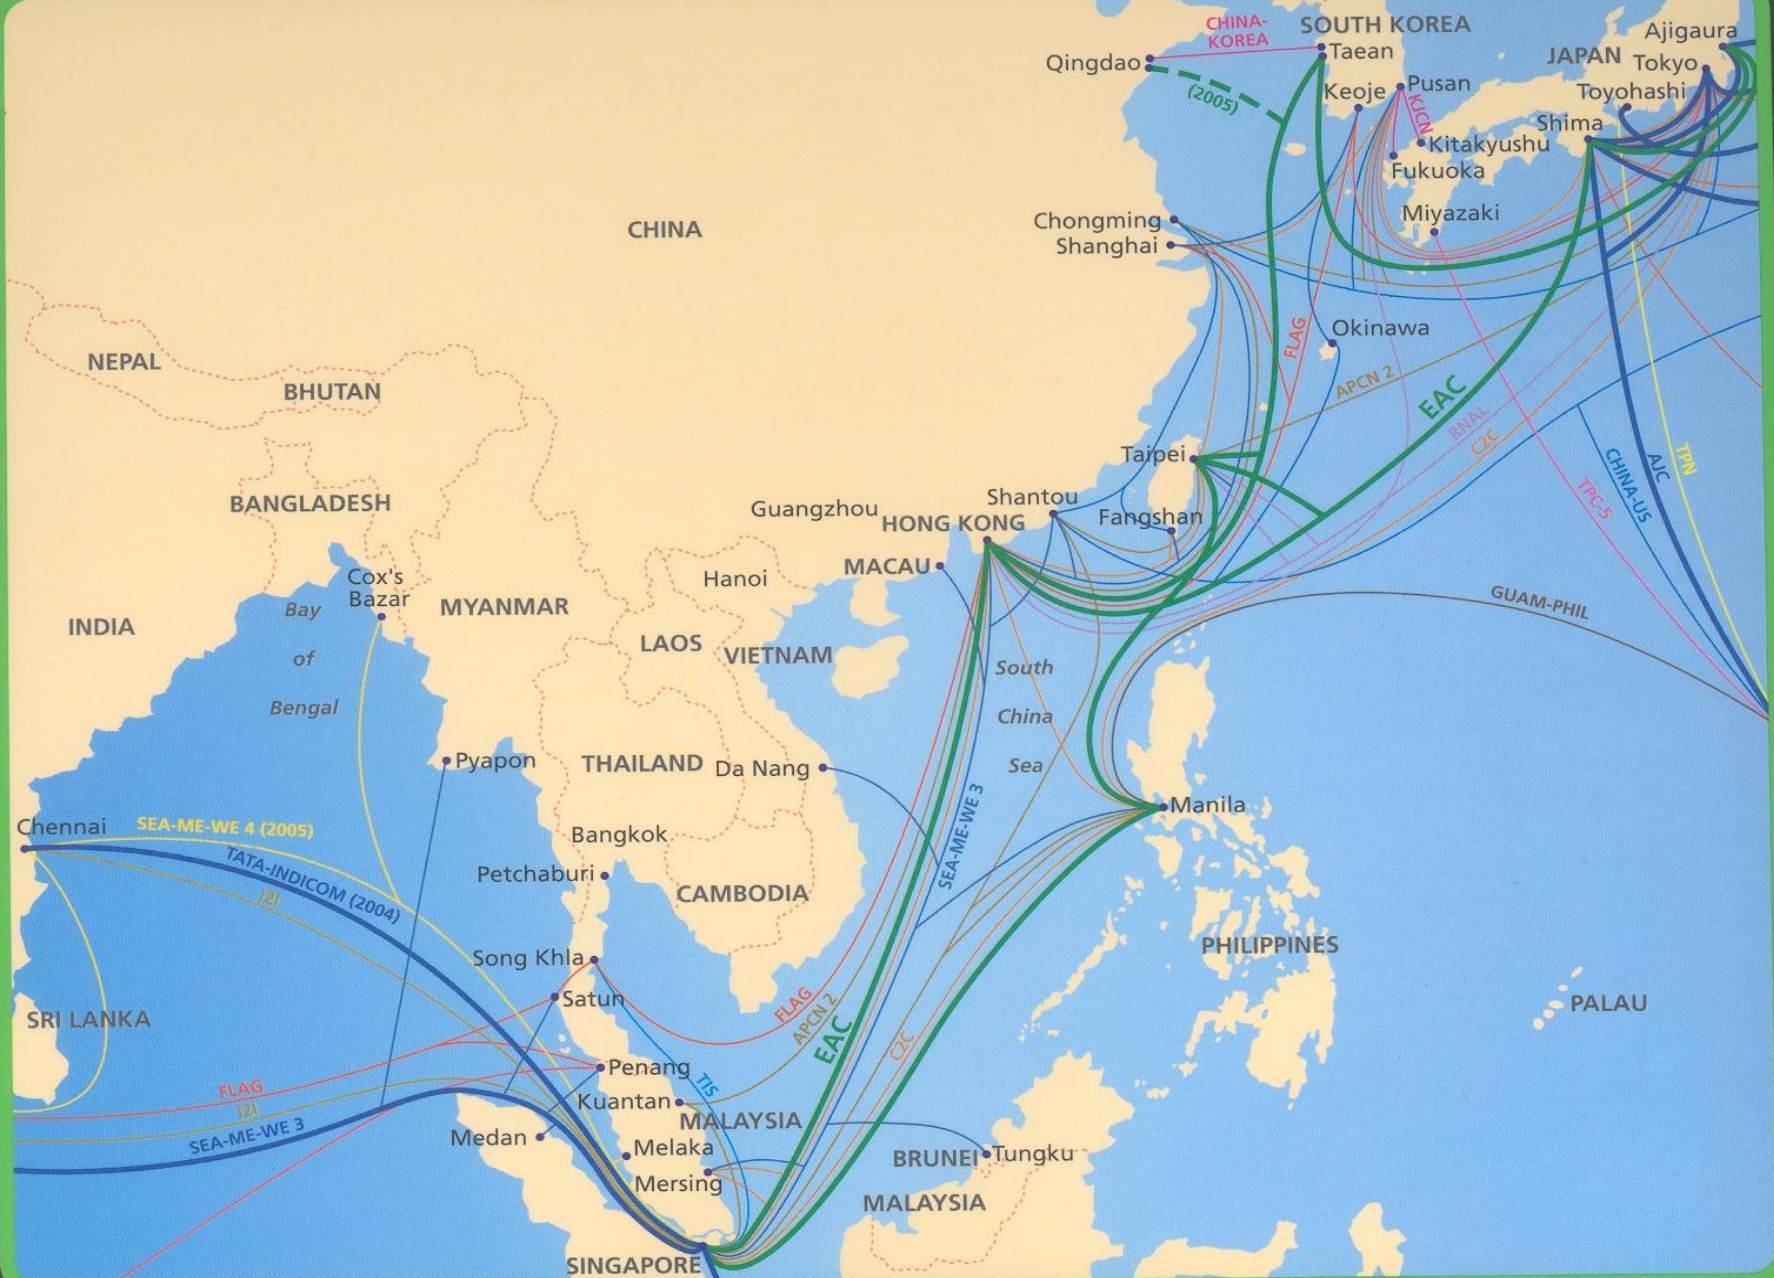 CHINA-
KOREA
SOUTH KOREA
Ajigaura
Taean
JAPAN
Tokyo
Qingdao
(2005)
Keoje
Pusan
Toyohashi
KJCN
Shima
Kitakyushu
Fukuoka
Chongming
Miyazaki
Shanghai
CHINA
FLAG
Okinawa
NEPAL
BHUTAN
APCN 2
EAC
RNAL
C2C
Taipei
CHINA-US
AJC
TPN
TPC-5
BANGLADESH
Guangzhou
Shantou
HONG KONG
Fangshan
MACAU
Hanoi
Cox's
Bazar
Bay
of
Bengal
MYANMAR
INDIA
LAOS
VIETNAM
GUAM-PHIL
South
China
Sea
Pyapon
THAILAND
Da Nang
Manila
SEA-ME-WE 3
Chennai
SEA-ME-WE 4 (2005)
TATA-INDICOM (2004)
I2I
Bangkok
Petchaburi
CAMBODIA
PHILIPPINES
Song Khla
Satun
FLAG
APCN 2
EAC
C2C
PALAU
SRI LANKA
Penang
TIS
FLAG
I2I
SEA-ME-WE 3
Kuantan
MALAYSIA
Medan
Melaka
BRUNEI
Tungku
Mersing
MALAYSIA
SINGAPORE